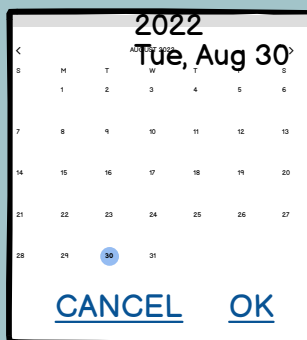 2022
Tue, Aug 30
AUGUST 2022
S M T W T F S
1 2 3 4 5 6
7 8 9 10 11 12 13
14 15 16 17 18 19 20
21 22 23 24 25 26 27
28 29 30 31
CANCEL OK